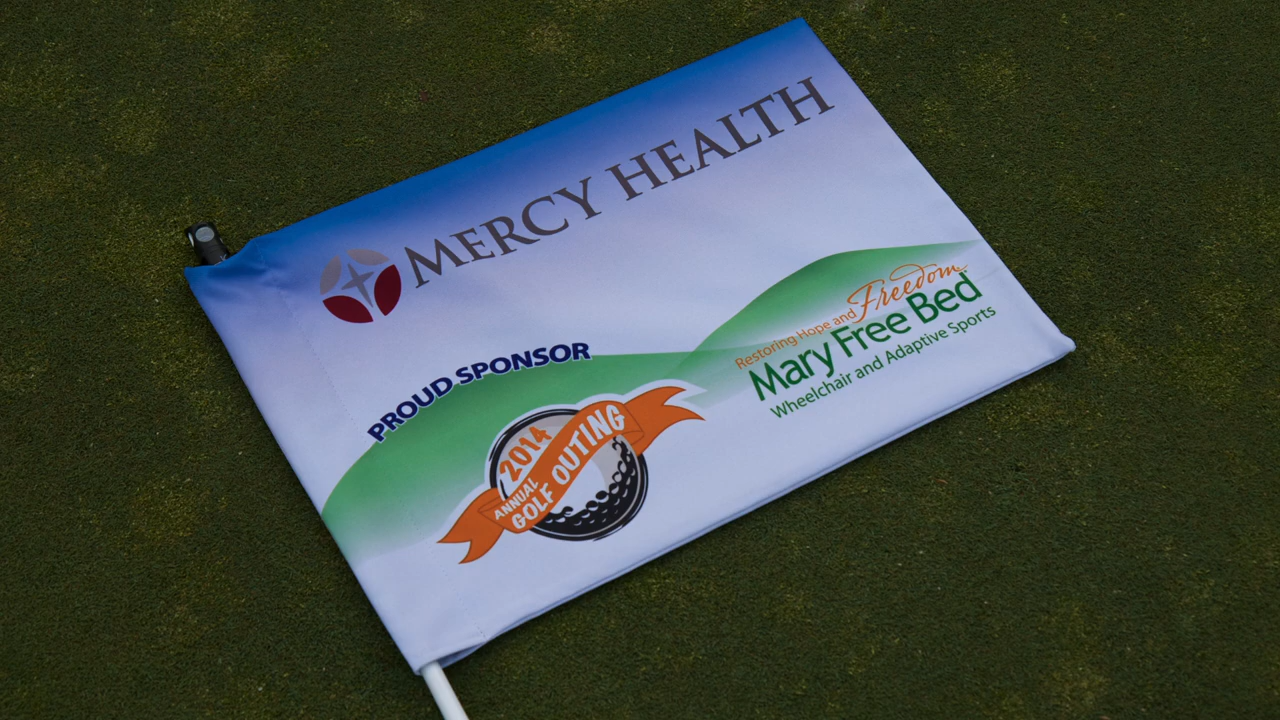 MERCY HEALTH
PROUD SPONSOR
2014
ANNUAL
GOLF OUTING
Restoring Hope and Freedom
Mary Free Bed
Wheelchair and Adaptive Sports